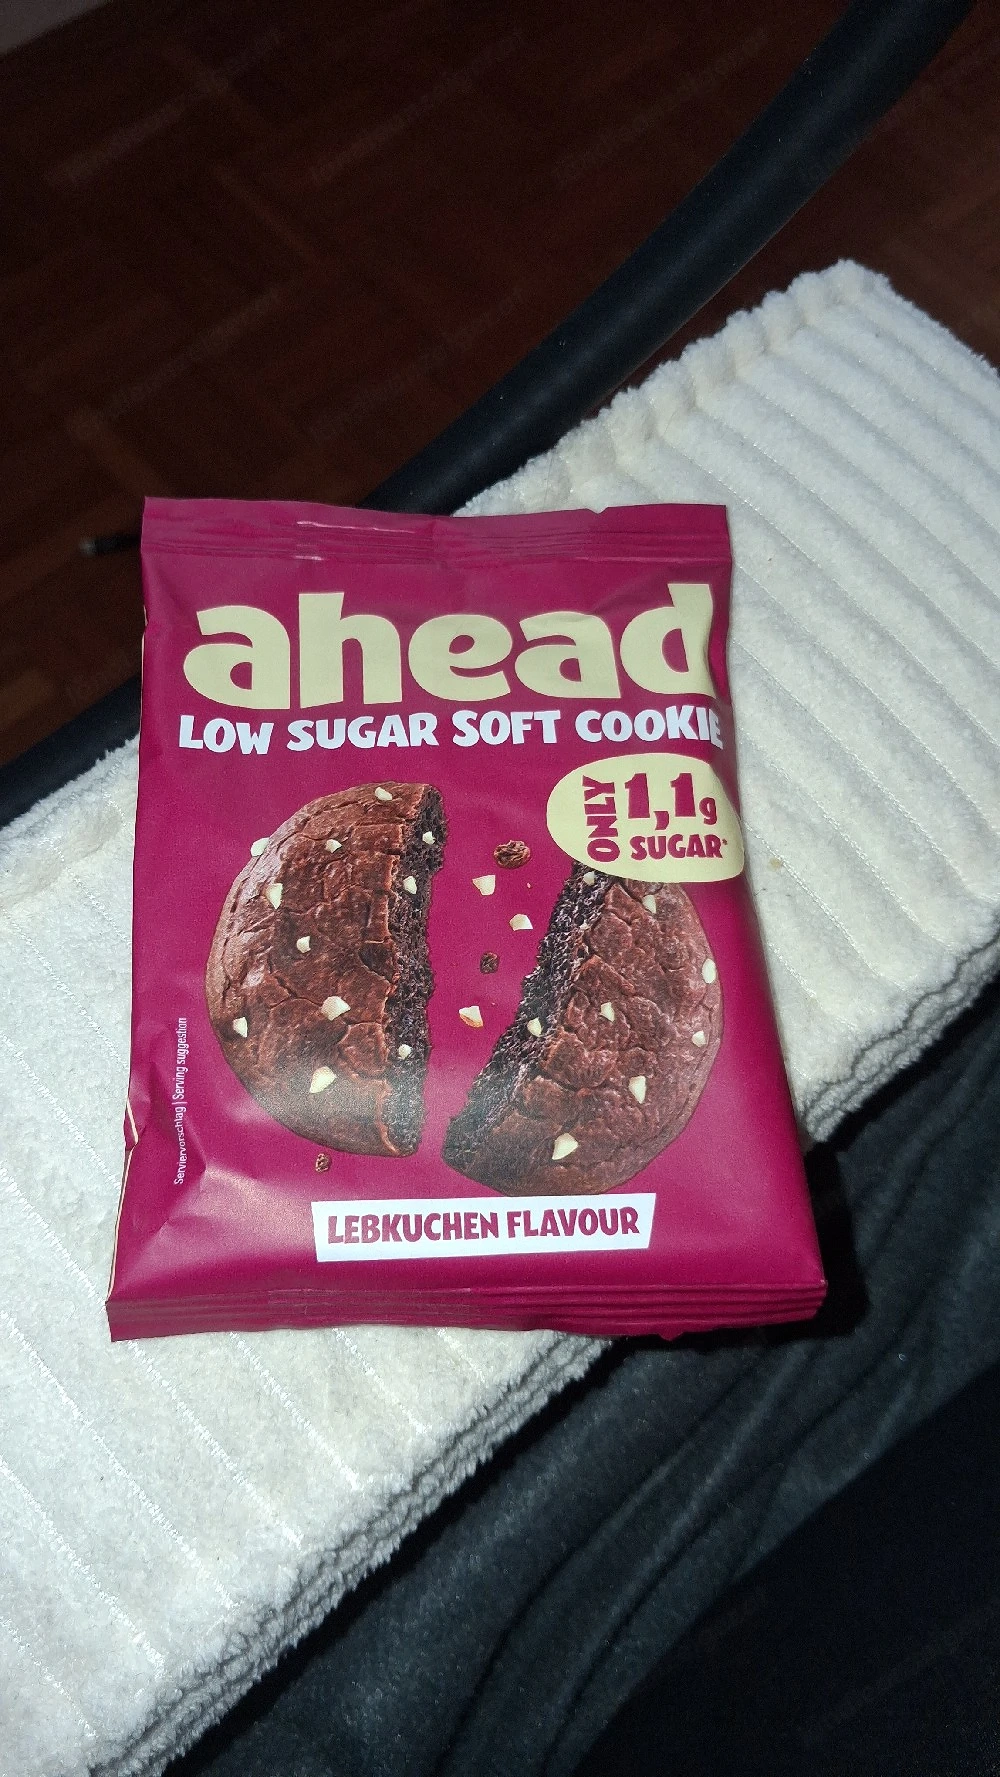 ahead
LOW SUGAR SOFT COOKIE
ONLY
1,1g
SUGAR*
Serviervorschlag | Serving suggestion
LEBKUCHEN FLAVOUR